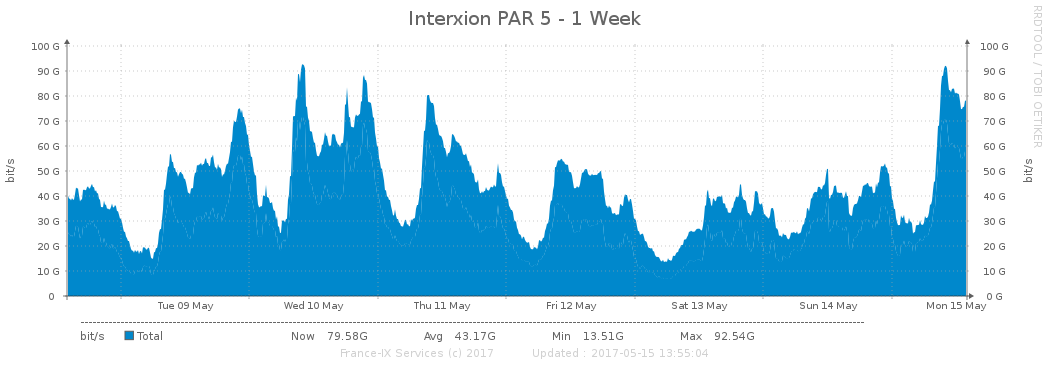 Interxion PAR 5 - 1 Week
RRDTOOL / TOBI OETIKER
bit/s
100 G
90 G
80 G
70 G
60 G
50 G
40 G
30 G
20 G
10 G
0
100 G
90 G
80 G
70 G
60 G
50 G
40 G
30 G
20 G
10 G
0 G
bit/s
Tue 09 May Wed 10 May Thu 11 May Fri 12 May Sat 13 May Sun 14 May Mon 15 May
bit/s Total Now 79.58G Avg 43.17G Min 13.51G Max 92.54G
France-IX Services (c) 2017 Updated : 2017-05-15 13:55:04